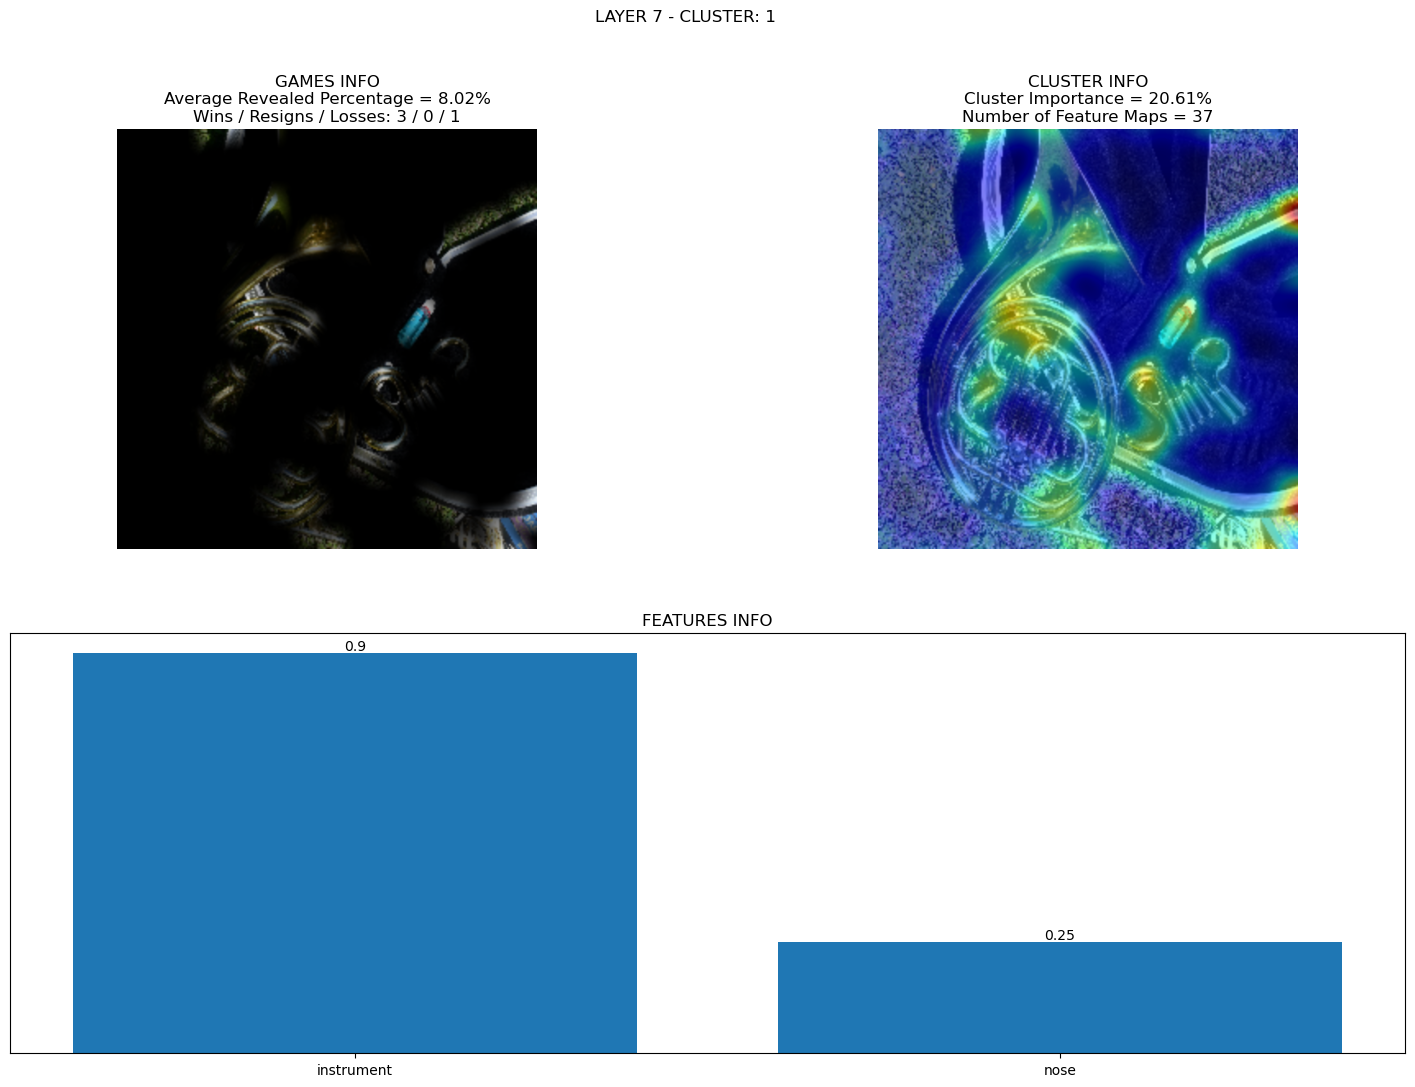 LAYER 7 - CLUSTER: 1
GAMES INFO
Average Revealed Percentage = 8.02%
Wins / Resigns / Losses: 3 / 0 / 1
CLUSTER INFO
Cluster Importance = 20.61%
Number of Feature Maps = 37
FEATURES INFO
0.9
0.25
instrument
nose